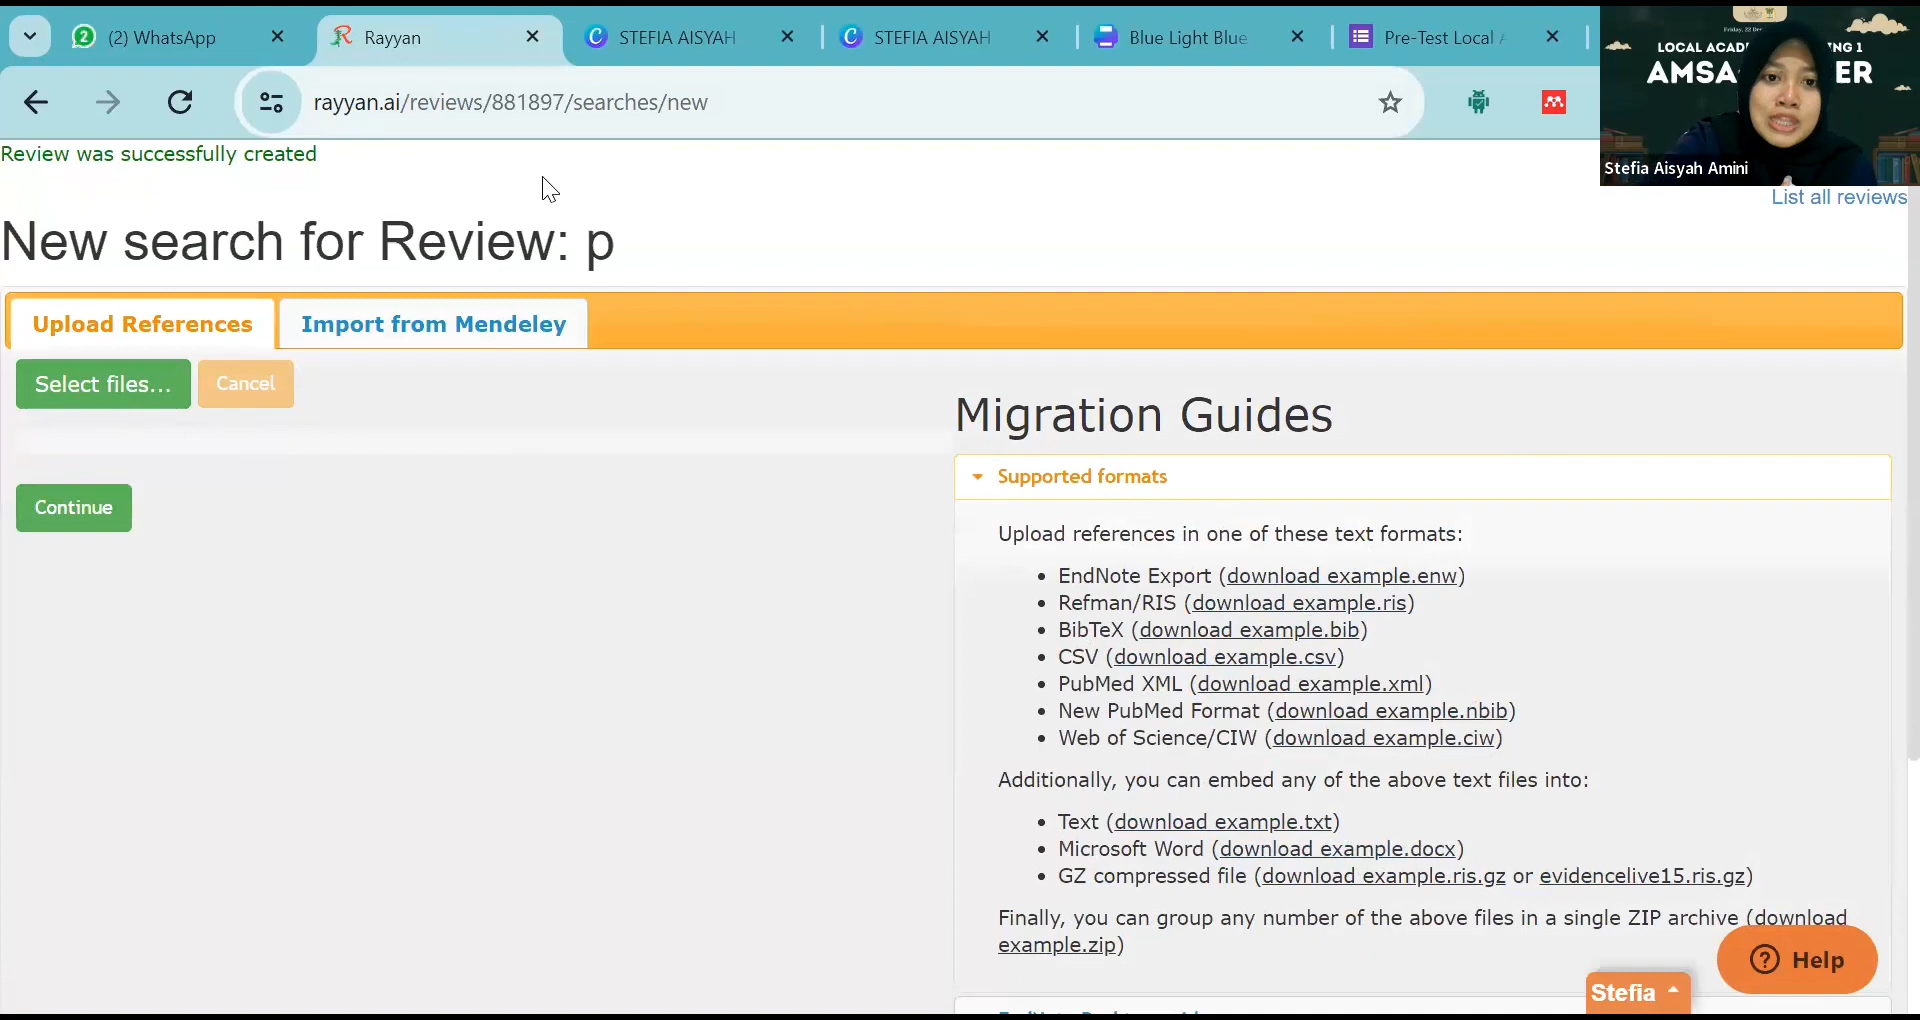 (2) WhatsApp
Rayyan
STEFIA AISYAH
STEFIA AISYAH
Blue Light Blue
Pre-Test Local
rayyan.ai/reviews/881897/searches/new
LOCAL ACAD NG 1
AMSA ER
Stefia Aisyah Amini
Review was successfully created
List all reviews
New search for Review: p
Upload References
Import from Mendeley
Select files...
Cancel
Continue
Migration Guides
Supported formats
Upload references in one of these text formats:
• EndNote Export (download example.enw)
• Refman/RIS (download example.ris)
• BibTeX (download example.bib)
• CSV (download example.csv)
• PubMed XML (download example.xml)
• New PubMed Format (download example.nbib)
• Web of Science/CIW (download example.ciw)
Additionally, you can embed any of the above text files into:
• Text (download example.txt)
• Microsoft Word (download example.docx)
• GZ compressed file (download example.ris.gz or evidencelive15.ris.gz)
Finally, you can group any number of the above files in a single ZIP archive (download
example.zip)
Help
Stefia